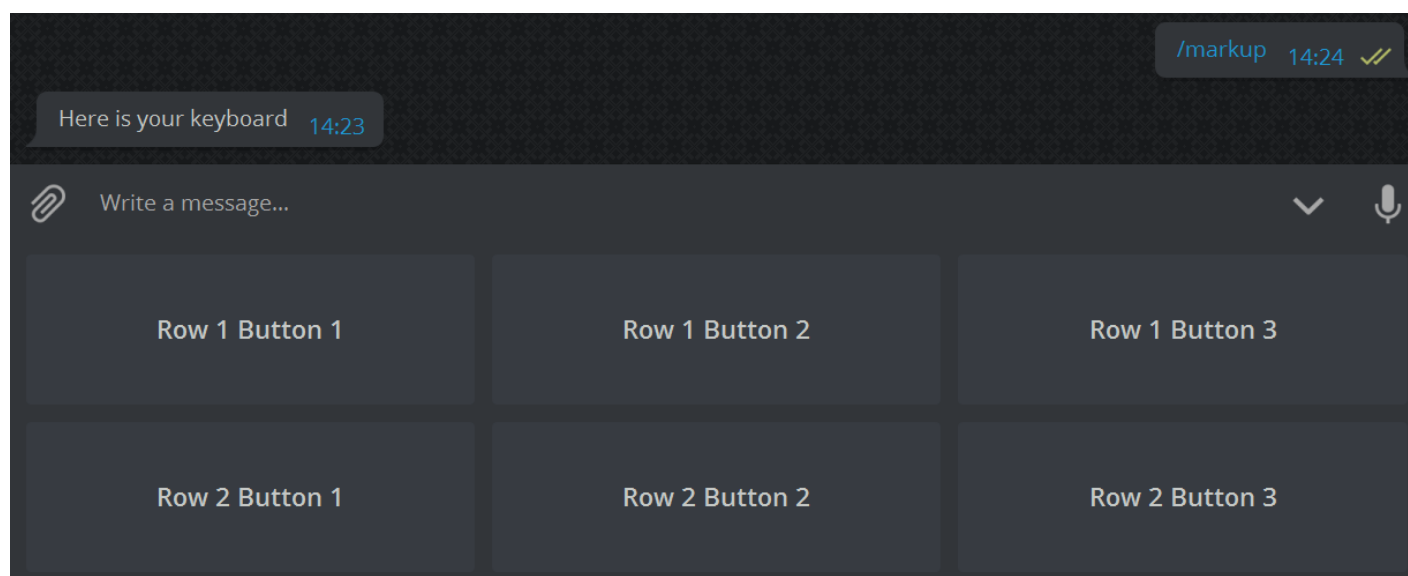 /markup 14:24
Here is your keyboard 14:23
Write a message...
Row 1 Button 1 Row 1 Button 2 Row 1 Button 3
Row 2 Button 1 Row 2 Button 2 Row 2 Button 3